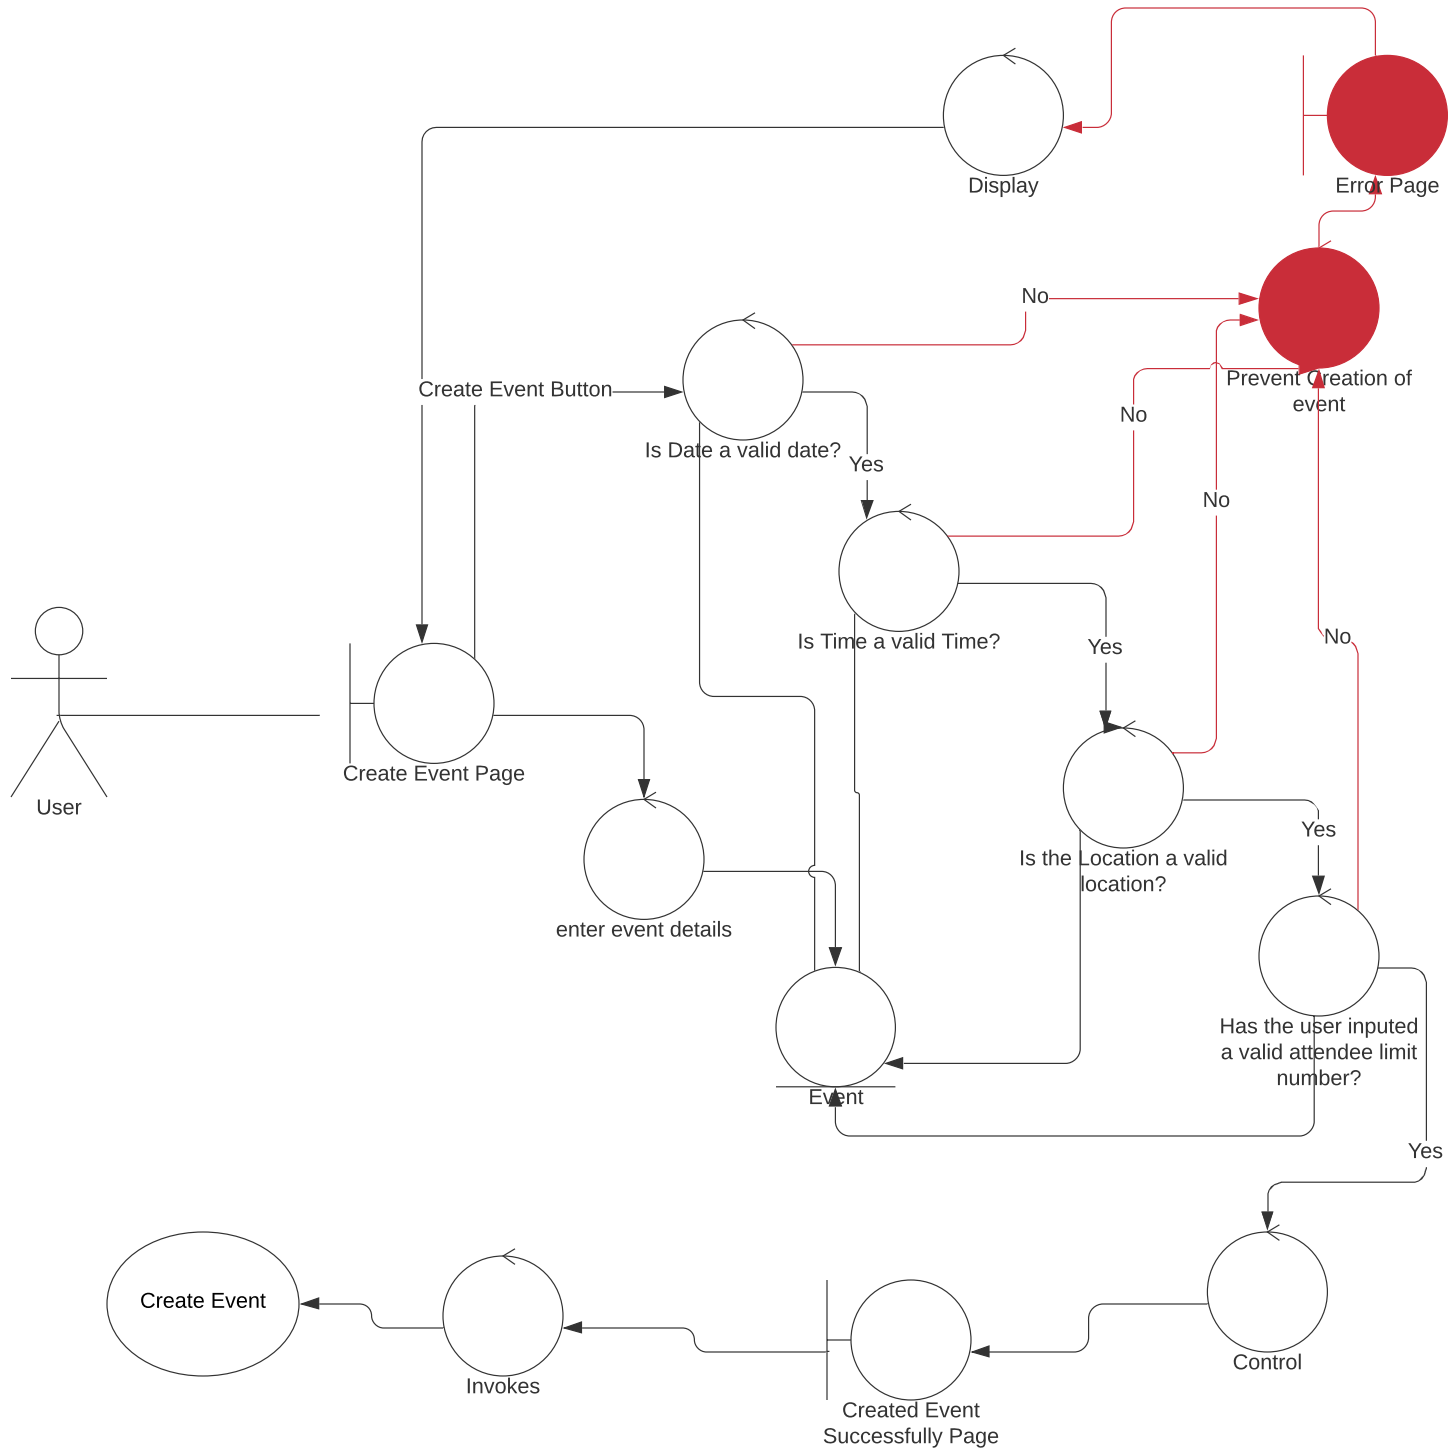 Display
Error Page
No
Prevent Creation of
event
Create Event Button
No
Is Date a valid date?
Yes
No
Is Time a valid Time?
Yes
No
Create Event Page
User
Yes
Is the Location a valid
location?
enter event details
Has the user inputed
a valid attendee limit
number?
Event
Yes
Create Event
Control
Invokes
Created Event
Successfully Page